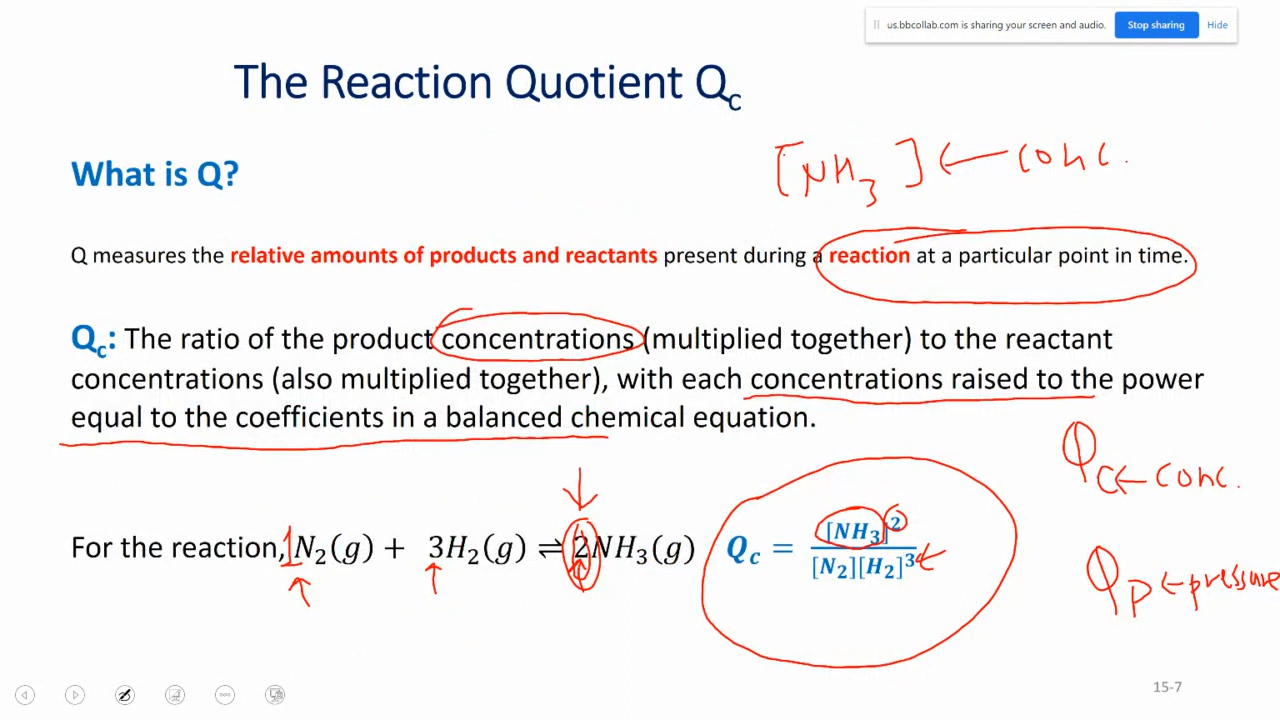 us.bbcollab.com is sharing your screen and audio. Stop sharing Hide
The Reaction Quotient Qc
[NH3] ← conc.
What is Q?
Q measures the relative amounts of products and reactants present during a reaction at a particular point in time.
Qc: The ratio of the product concentrations (multiplied together) to the reactant
concentrations (also multiplied together), with each concentrations raised to the power
equal to the coefficients in a balanced chemical equation.
Qc ← conc.
For the reaction, 1N2(g) + 3H2(g) ⇌ 2NH3(g) Qc = [NH3]^2 / [N2][H2]^3 ←
Qp ← pressure
15-7